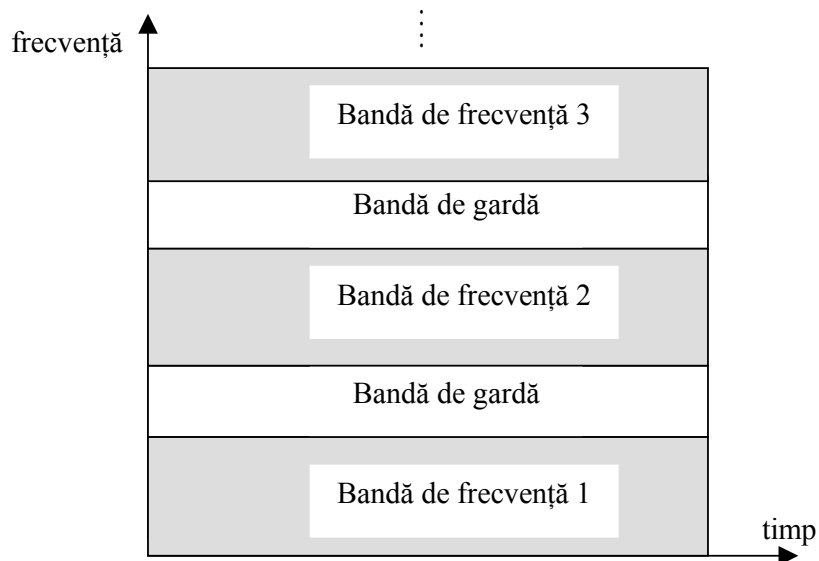 frecvență
Bandă de frecvență 3
Bandă de gardă
Bandă de frecvență 2
Bandă de gardă
Bandă de frecvență 1
timp